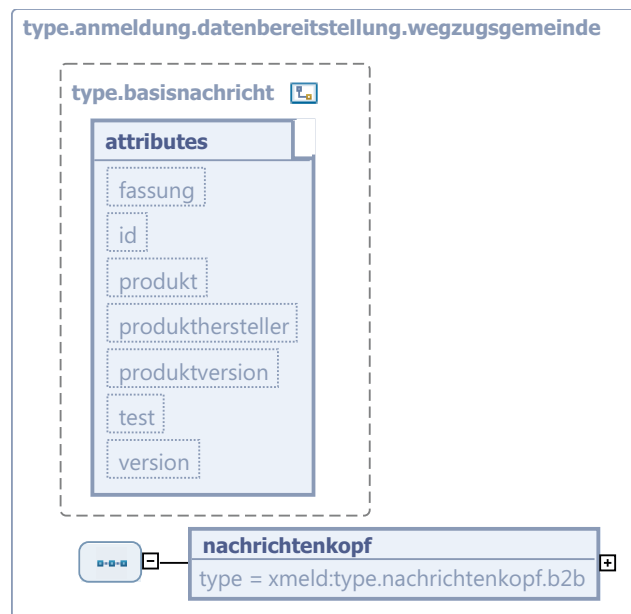 type.anmeldung.datenbereitstellung.wegzugsgemeinde
type.basisnachricht
attributes
fassung
id
produkt
produkthersteller
produktversion
test
version
nachrichtenkopf
type = xmeld:type.nachrichtenkopf.b2b